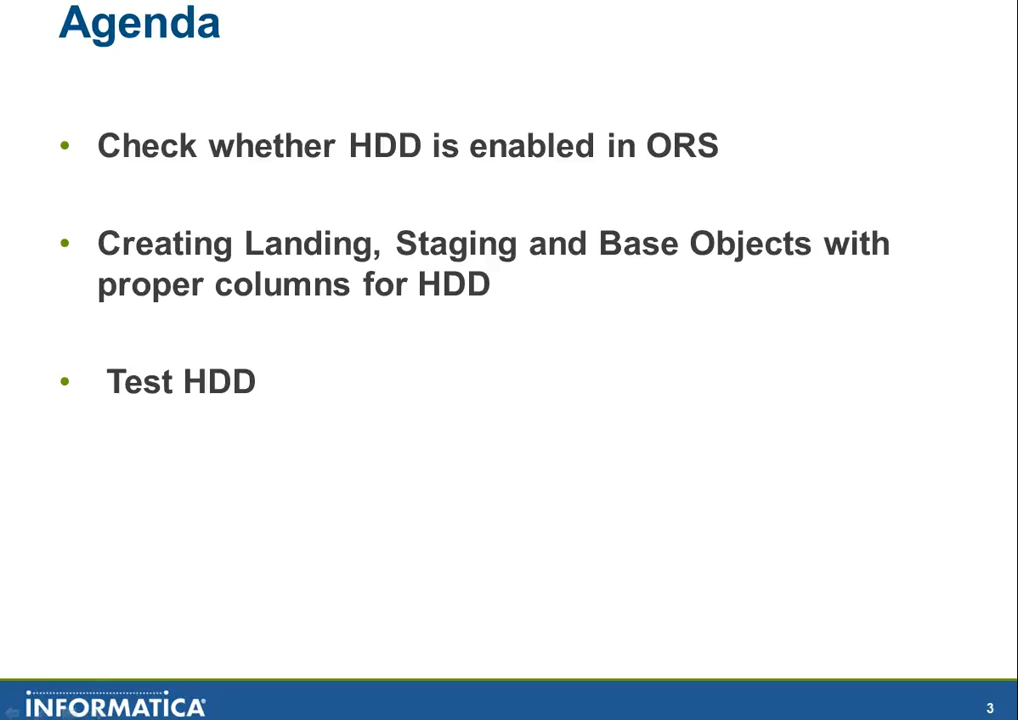 Agenda
• Check whether HDD is enabled in ORS
• Creating Landing, Staging and Base Objects with
proper columns for HDD
• Test HDD
INFORMATICA®
3